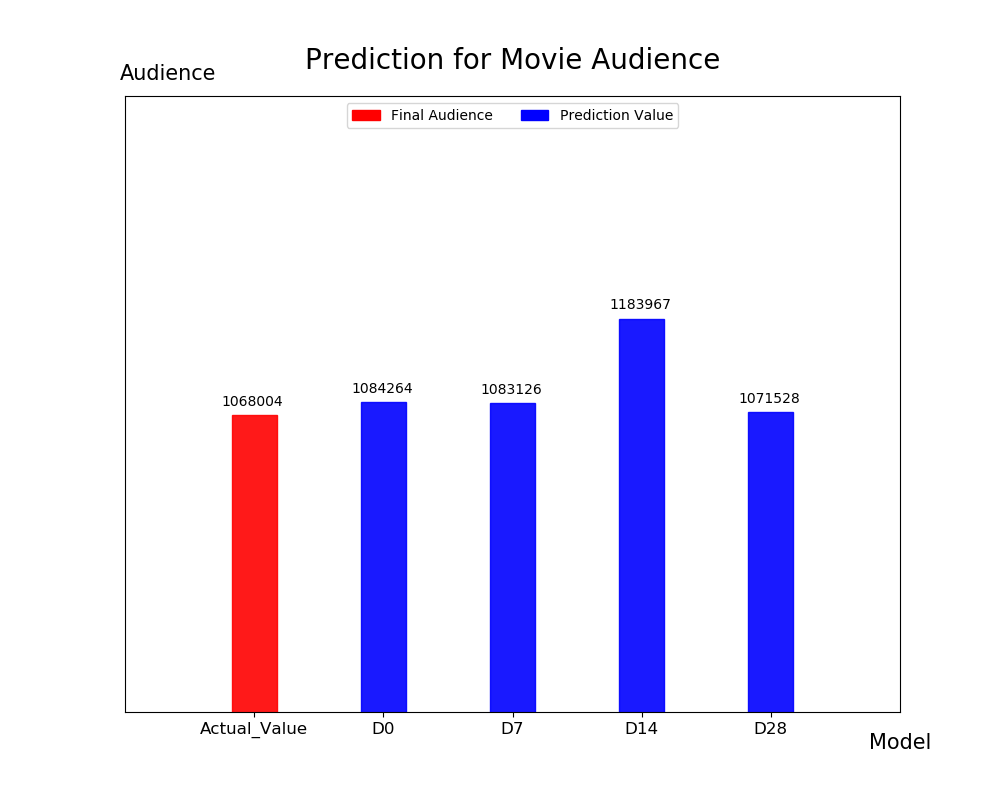 Prediction for Movie Audience
Audience
Final Audience
Prediction Value
1183967
1084264
1083126
1071528
1068004
Actual_Value
D0
D7
D14
D28
Model